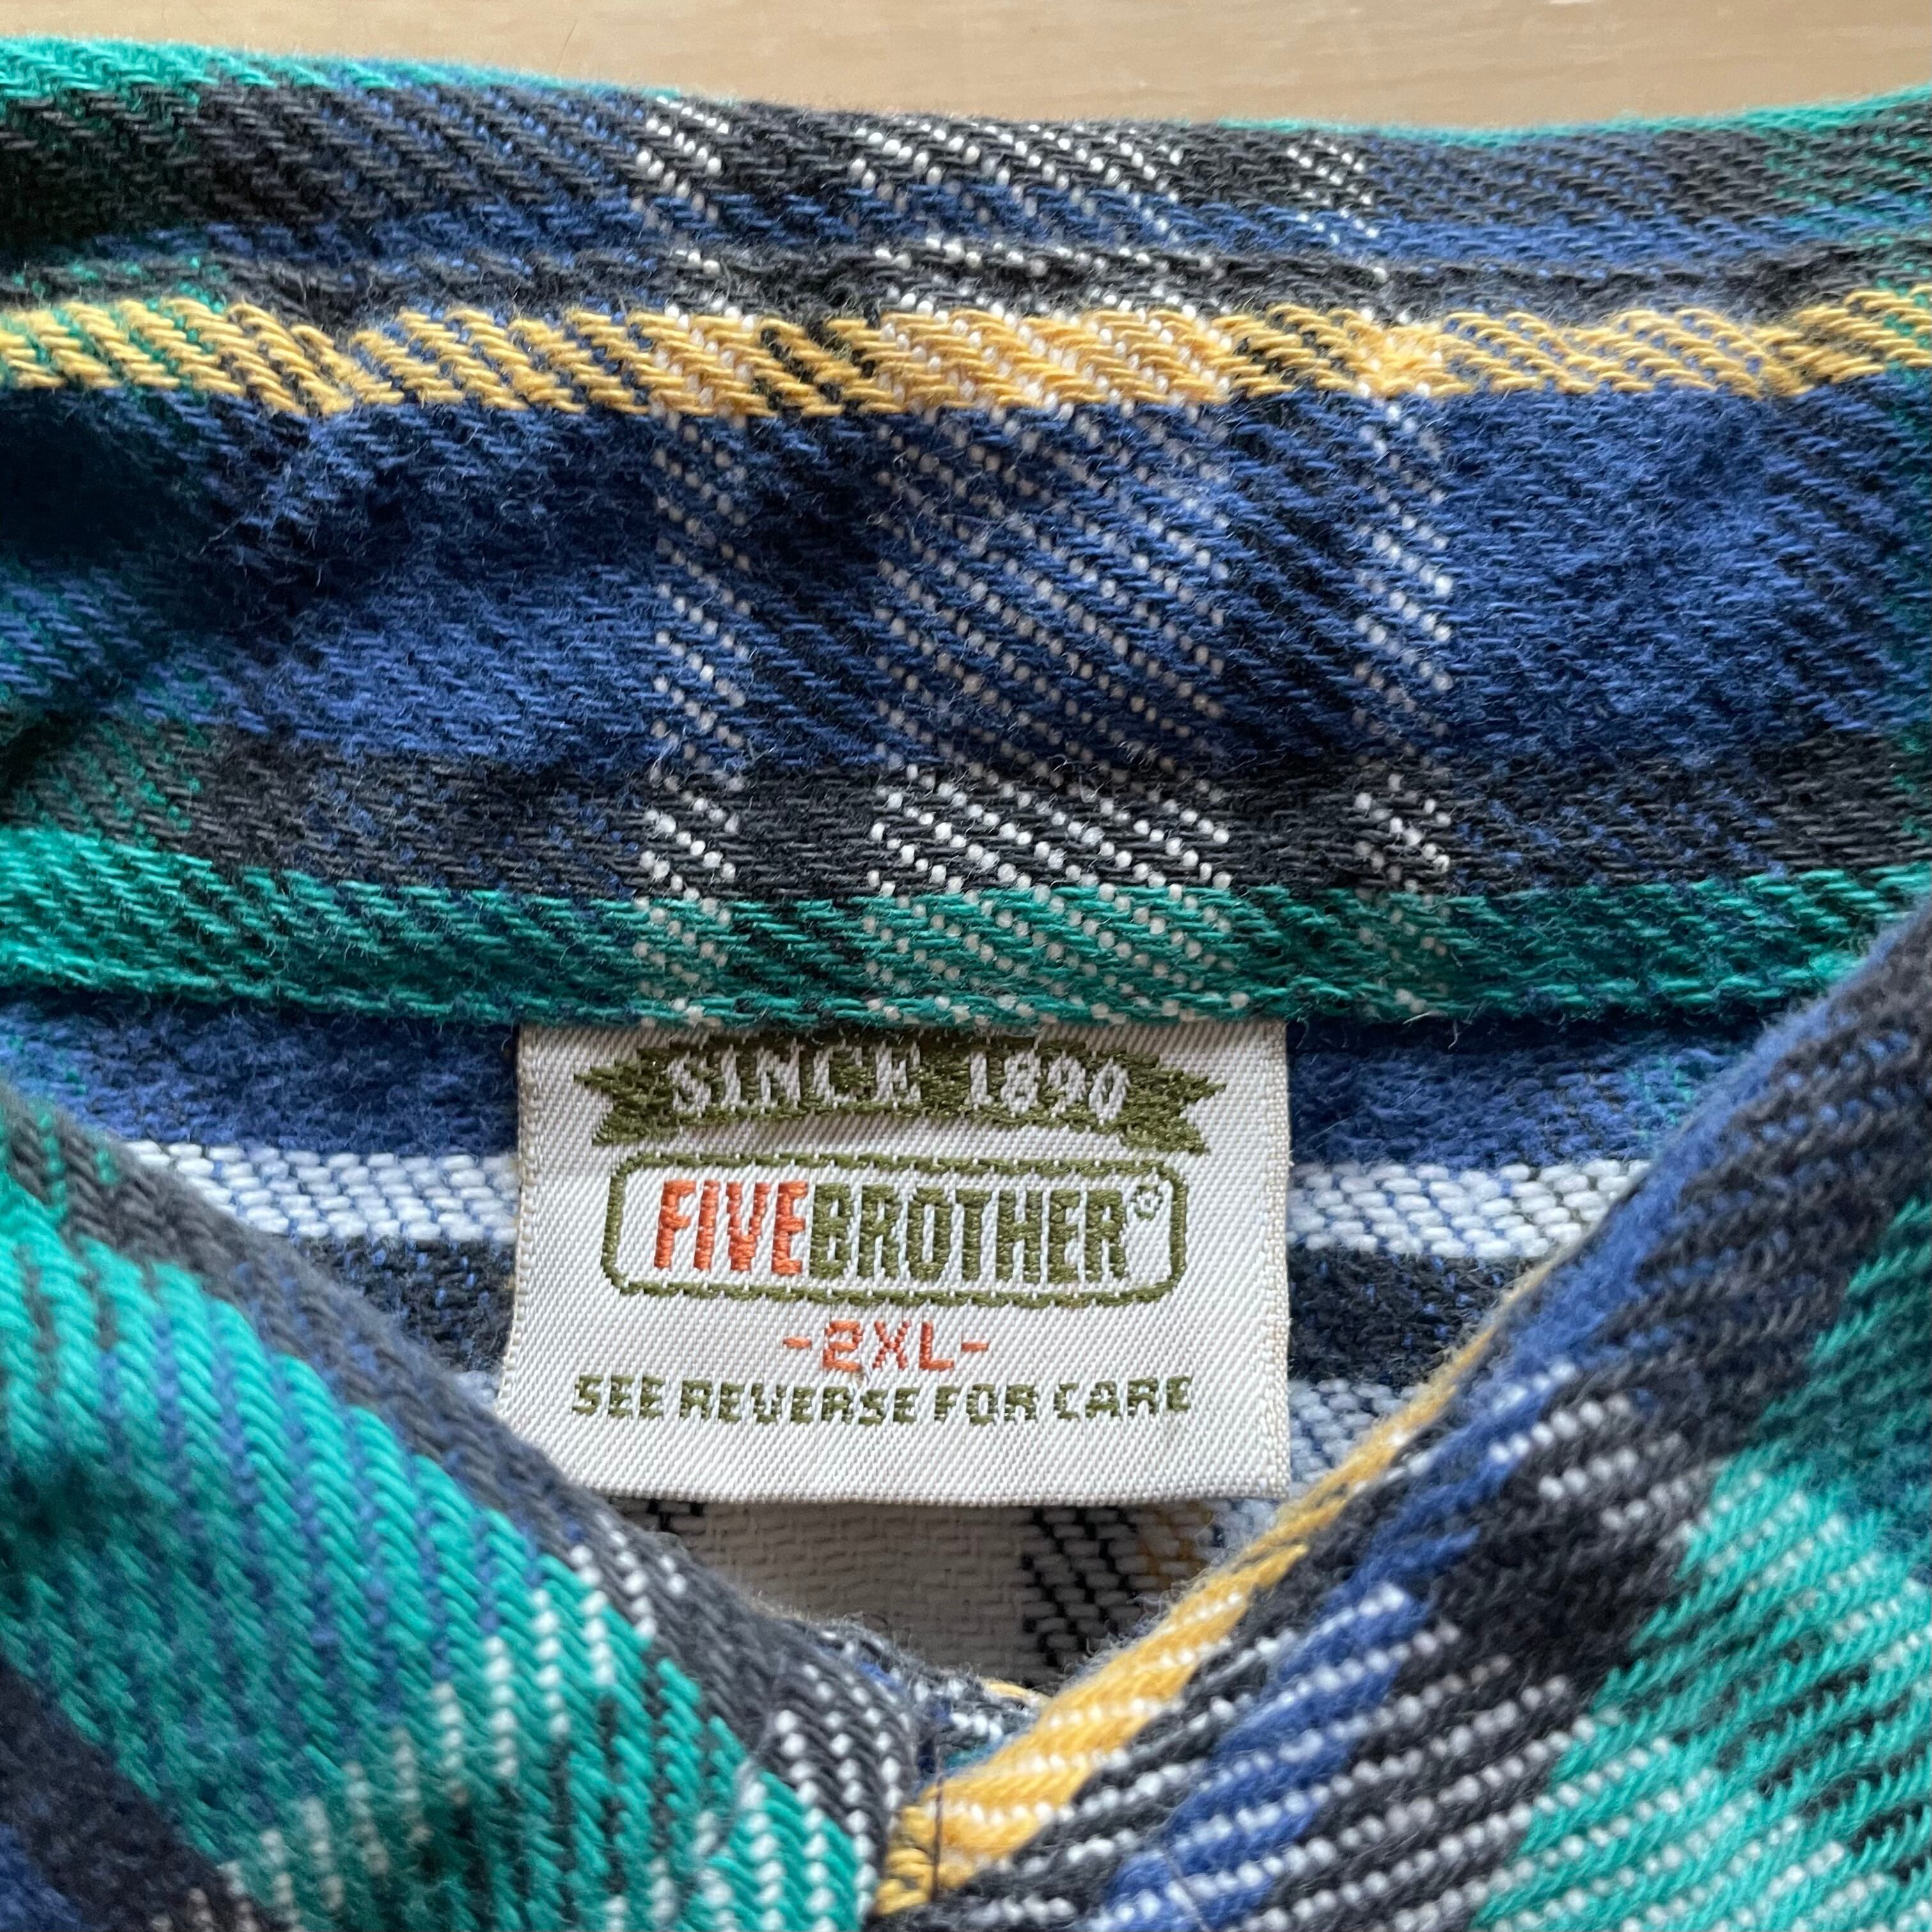 SINCE 1890
FIVEBROTHER®
-2XL-
SEE REVERSE FOR CARE